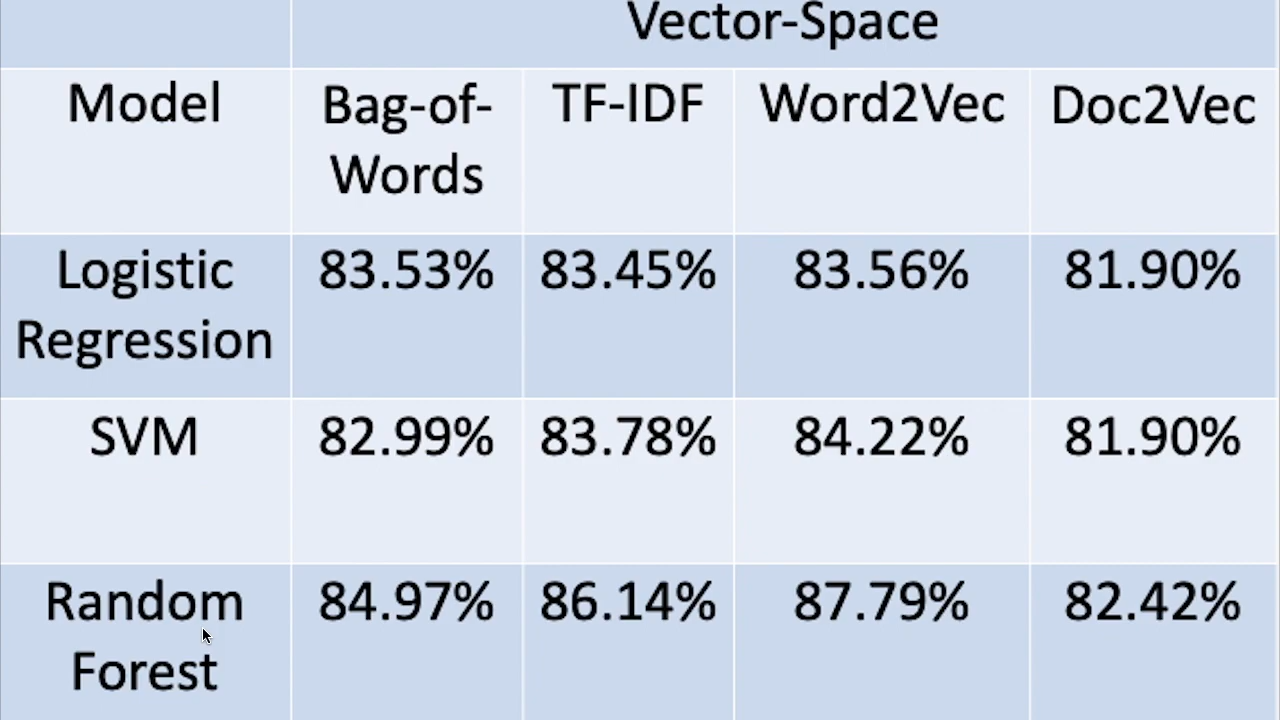 Vector-Space
Model Bag-of- TF-IDF Word2Vec Doc2Vec
Words
Logistic 83.53% 83.45% 83.56% 81.90%
Regression
SVM 82.99% 83.78% 84.22% 81.90%
Random 84.97% 86.14% 87.79% 82.42%
Forest